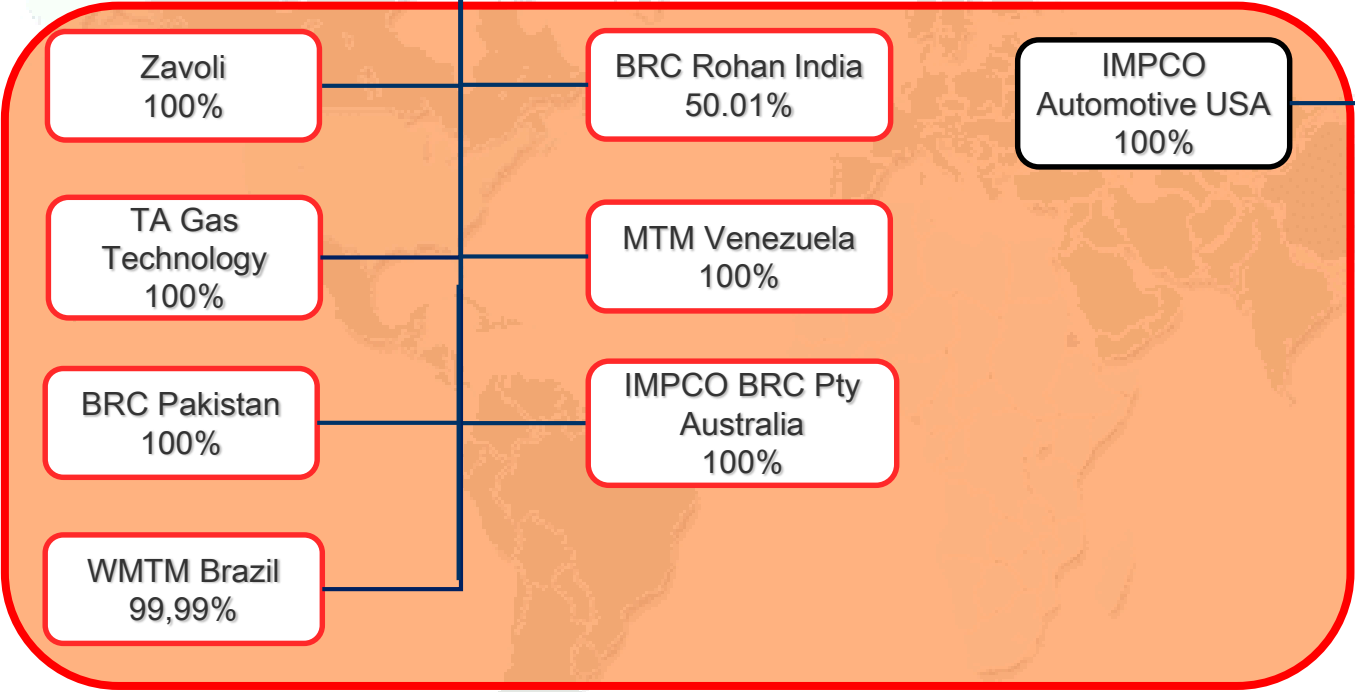 Zavoli
100%
BRC Rohan India
50.01%
IMPCO
Automotive USA
100%
TA Gas
Technology
100%
MTM Venezuela
100%
BRC Pakistan
100%
IMPCO BRC Pty
Australia
100%
WMTM Brazil
99,99%